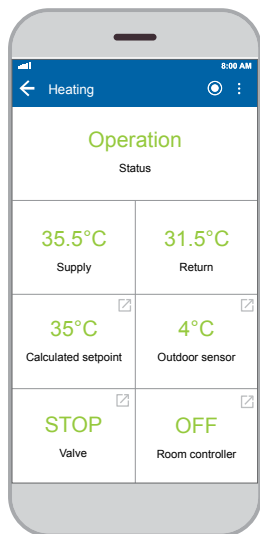 8:00 AM
Heating
Operation
Status
35.5°C
31.5°C
Supply
Return
35°C
4°C
Calculated setpoint
Outdoor sensor
STOP
OFF
Valve
Room controller